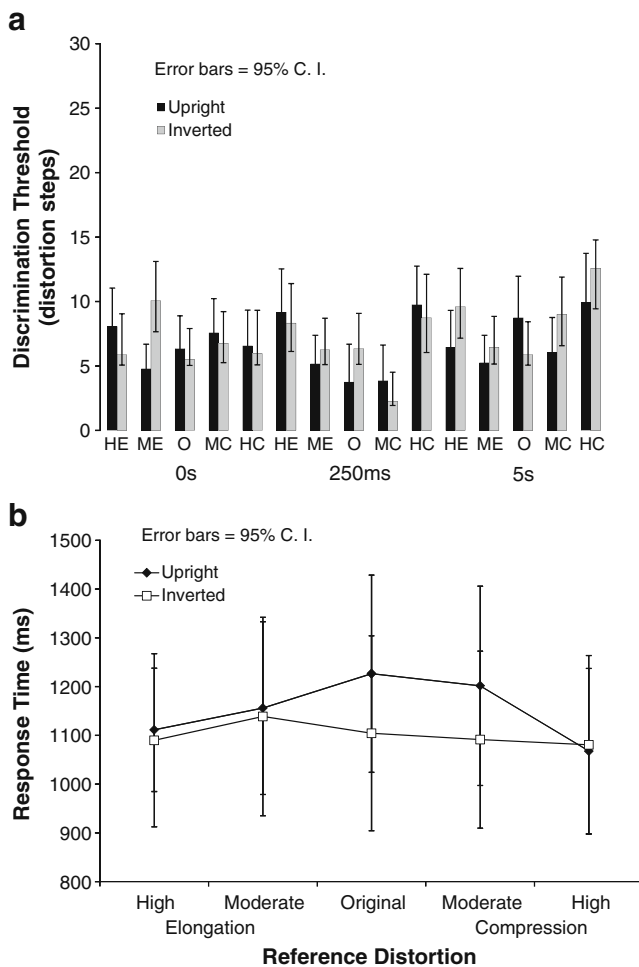 a
Error bars = 95% C. I.
Upright
Inverted
Discrimination Threshold
(distortion steps)
30
25
20
15
10
5
0
HE ME O MC HC HE ME O MC HC HE ME O MC HC
0s 250ms 5s
b
Error bars = 95% C. I.
Upright
Inverted
Response Time (ms)
1500
1400
1300
1200
1100
1000
900
800
High Moderate Original Moderate High
Elongation Compression
Reference Distortion